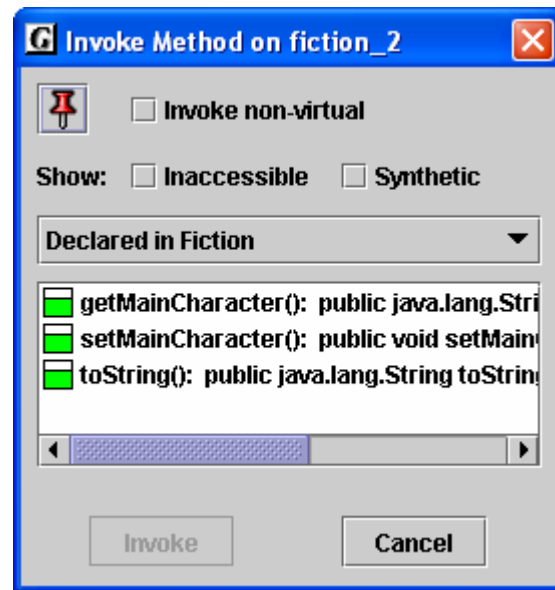 G Invoke Method on fiction_2
Invoke non-virtual
Show: Inaccessible Synthetic
Declared in Fiction
getMainCharacter(): public java.lang.Stri
setMainCharacter(): public void setMain
toString(): public java.lang.String toString
Invoke Cancel